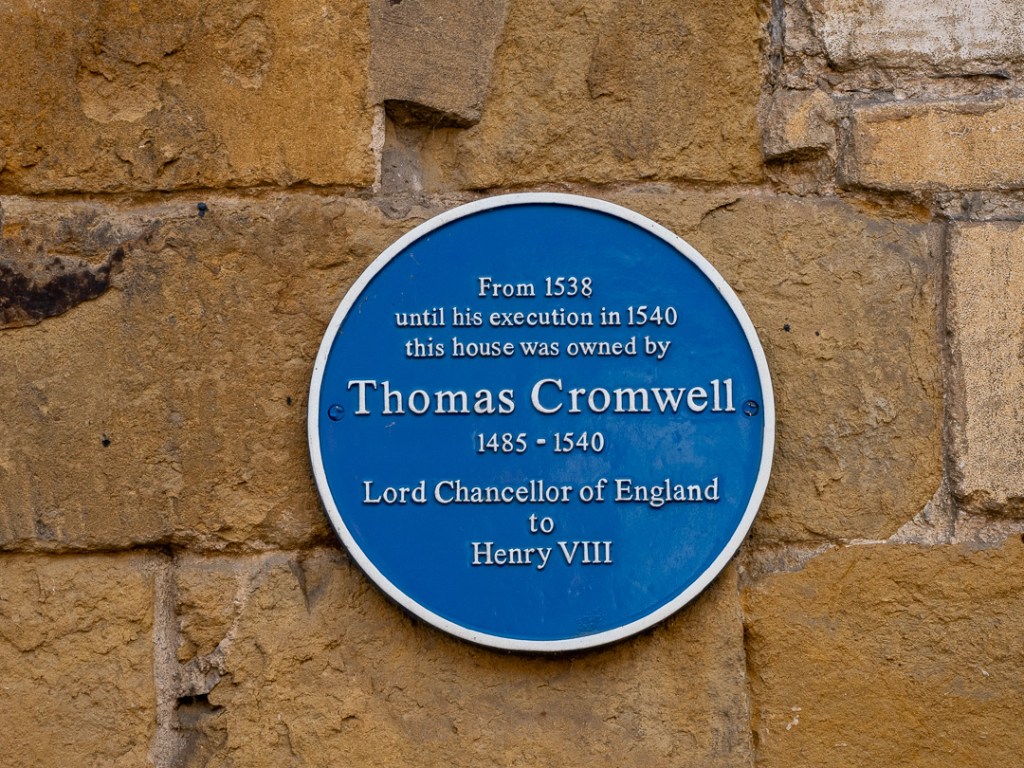 From 1538
until his execution in 1540
this house was owned by
Thomas Cromwell
1485 - 1540
Lord Chancellor of England
to
Henry VIII